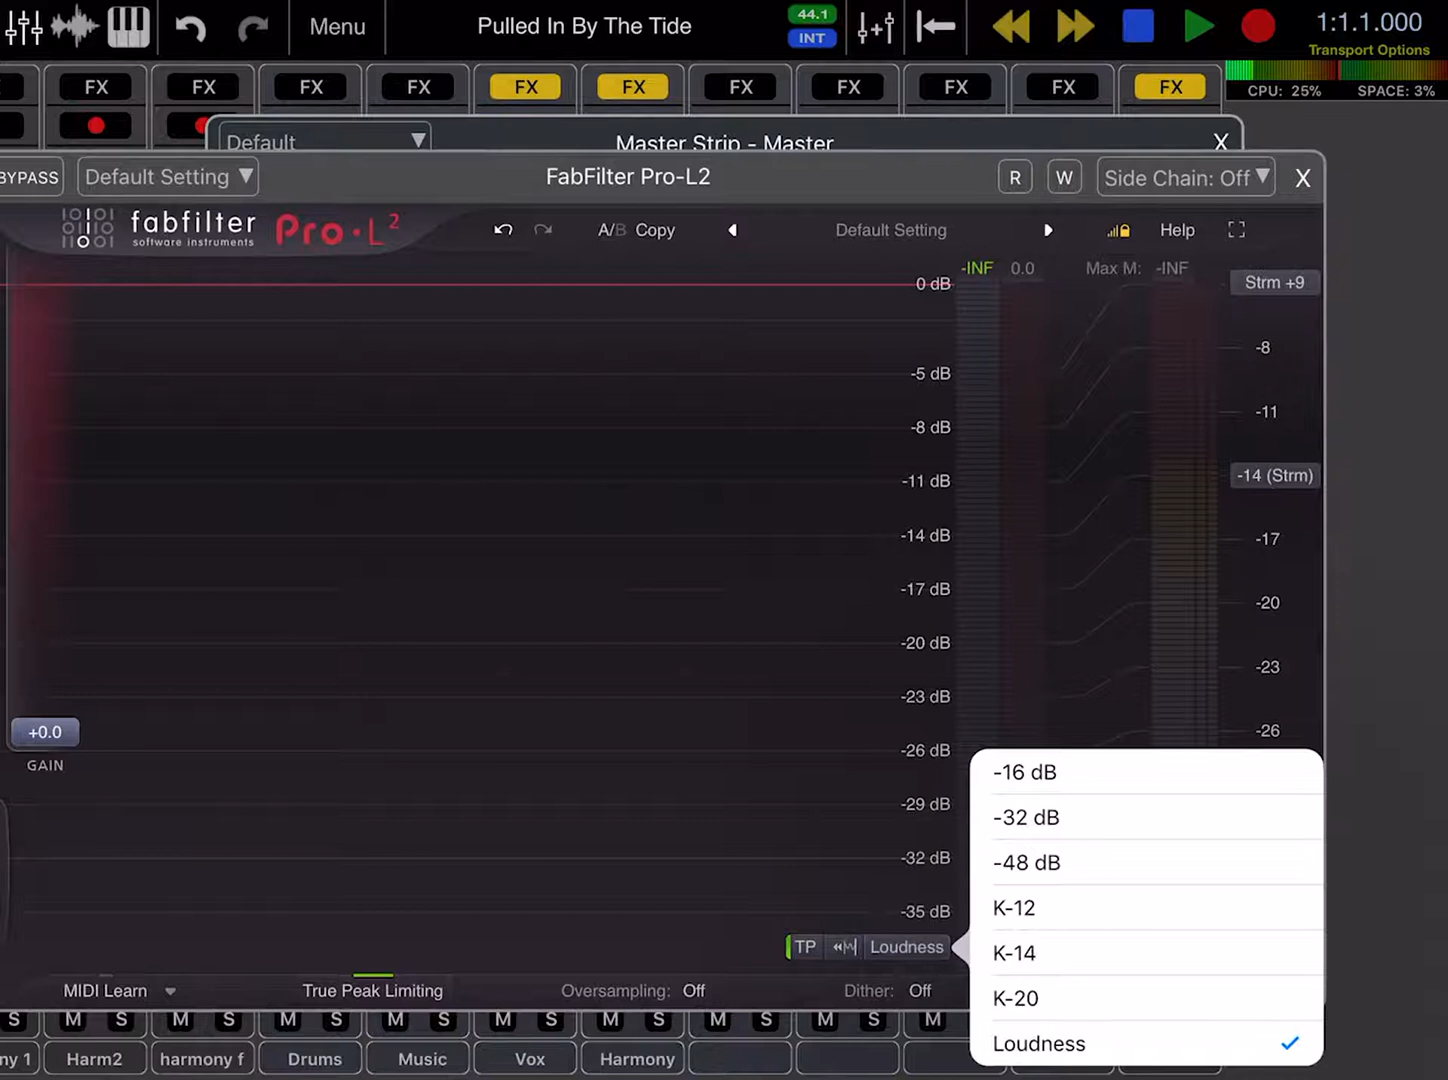 Menu
Pulled In By The Tide
44.1
INT
1:1.1.000
Transport Options
FX FX FX FX FX FX FX FX FX FX FX
CPU: 25% SPACE: 3%
Default ▼ Master Strip - Master X
BYPASS Default Setting ▼ FabFilter Pro-L2 R W Side Chain: Off ▼ X
fabfilter
software instruments
Pro·L²
A/B Copy Default Setting Help
-INF 0.0 Max M: -INF
0 dB Strm +9
-5 dB -8
-8 dB -11
-11 dB -14 (Strm)
-14 dB -17
-17 dB -20
-20 dB -23
-23 dB -26
+0.0
GAIN
-26 dB
-29 dB
-32 dB
-35 dB
-16 dB
-32 dB
-48 dB
K-12
K-14
K-20
Loudness
TP Loudness
MIDI Learn True Peak Limiting Oversampling: Off Dither: Off
S M S M S M S M S M S M S M S M
ny 1 Harm2 harmony f Drums Music Vox Harmony